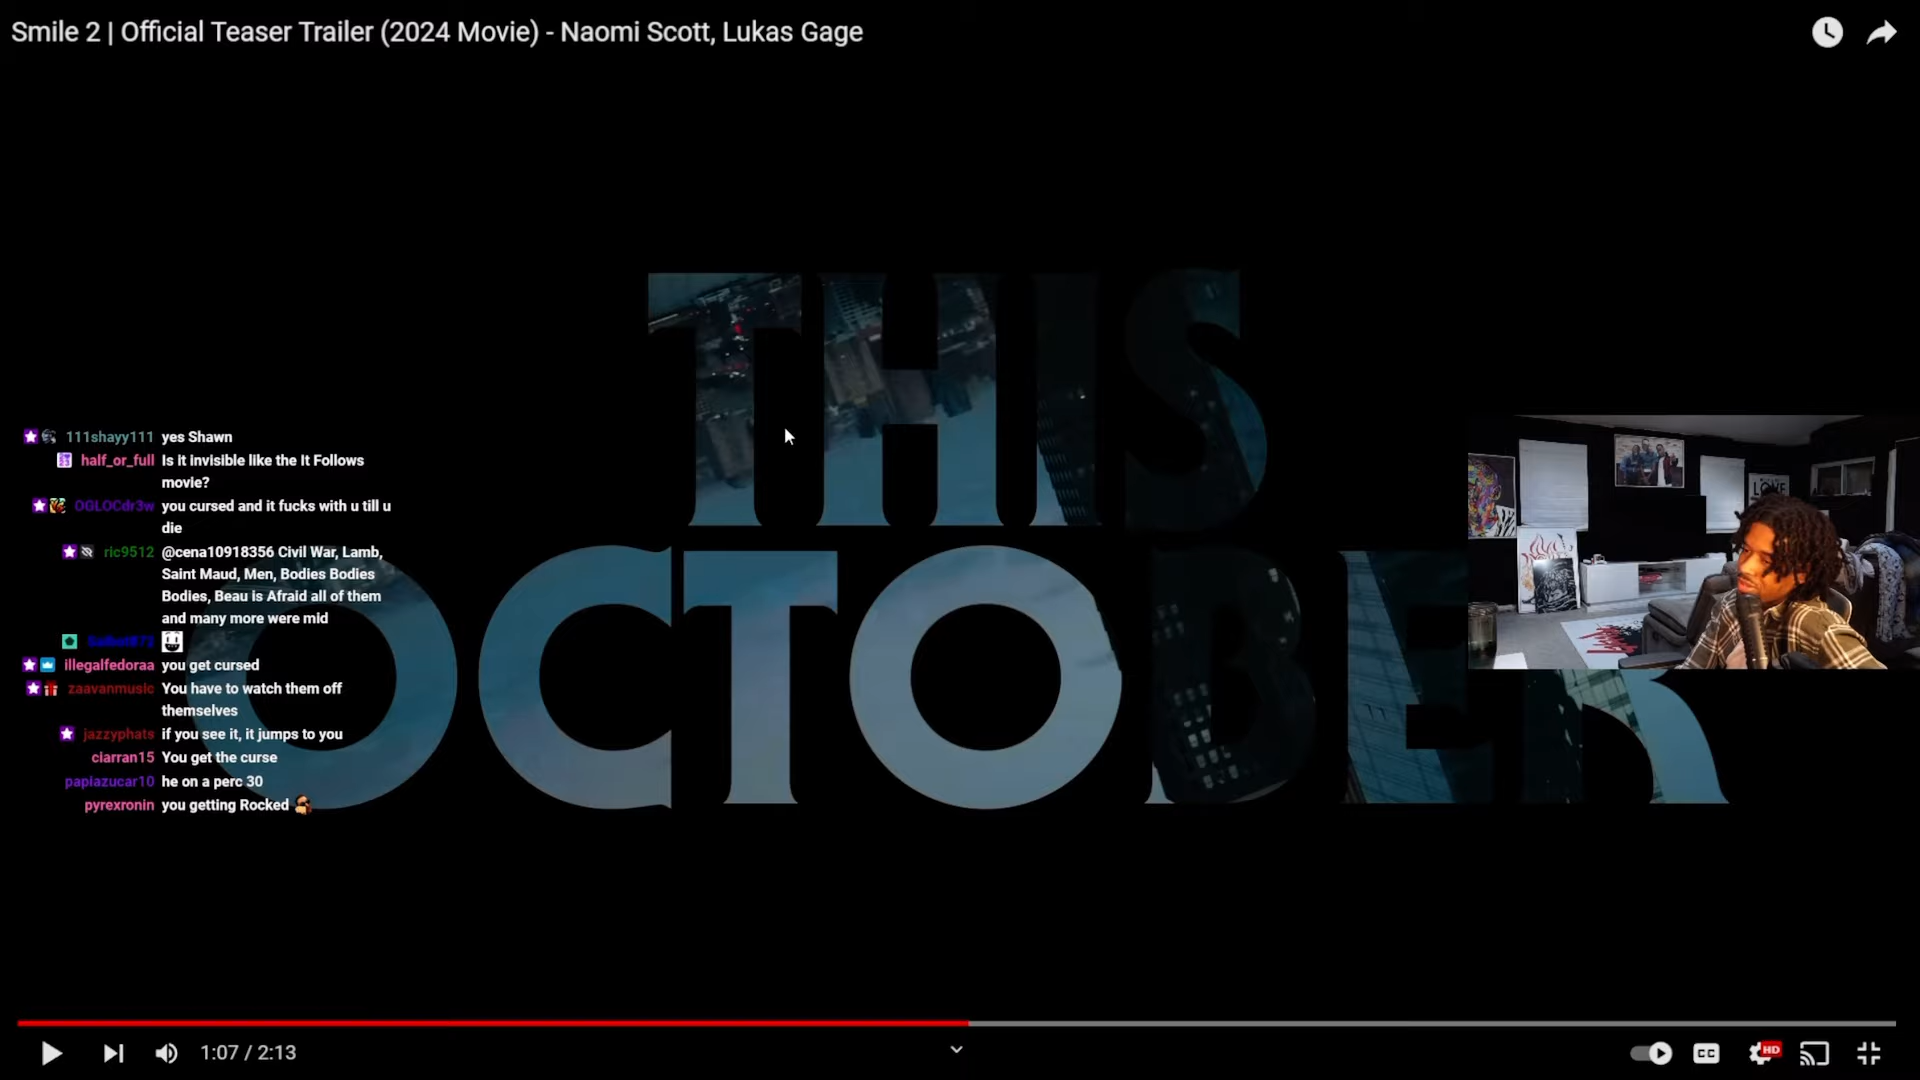 Smile 2 | Official Teaser Trailer (2024 Movie) - Naomi Scott, Lukas Gage
THIS
OCTOBER
111shayy111 yes Shawn
half_or_full Is it invisible like the It Follows
movie?
OGLOCdr3w you cursed and it fucks with u till u
die
ric9512 @cena10918356 Civil War, Lamb,
Saint Maud, Men, Bodies Bodies
Bodies, Beau is Afraid all of them
and many more were mid
illegalfedoraa you get cursed
zaavanmusic You have to watch them off
themselves
jazzyphats if you see it, it jumps to you
ciarran15 You get the curse
papiazucar10 he on a perc 30
pyrexronin you getting Rocked
LOVE
1:07 / 2:13
CC
HD